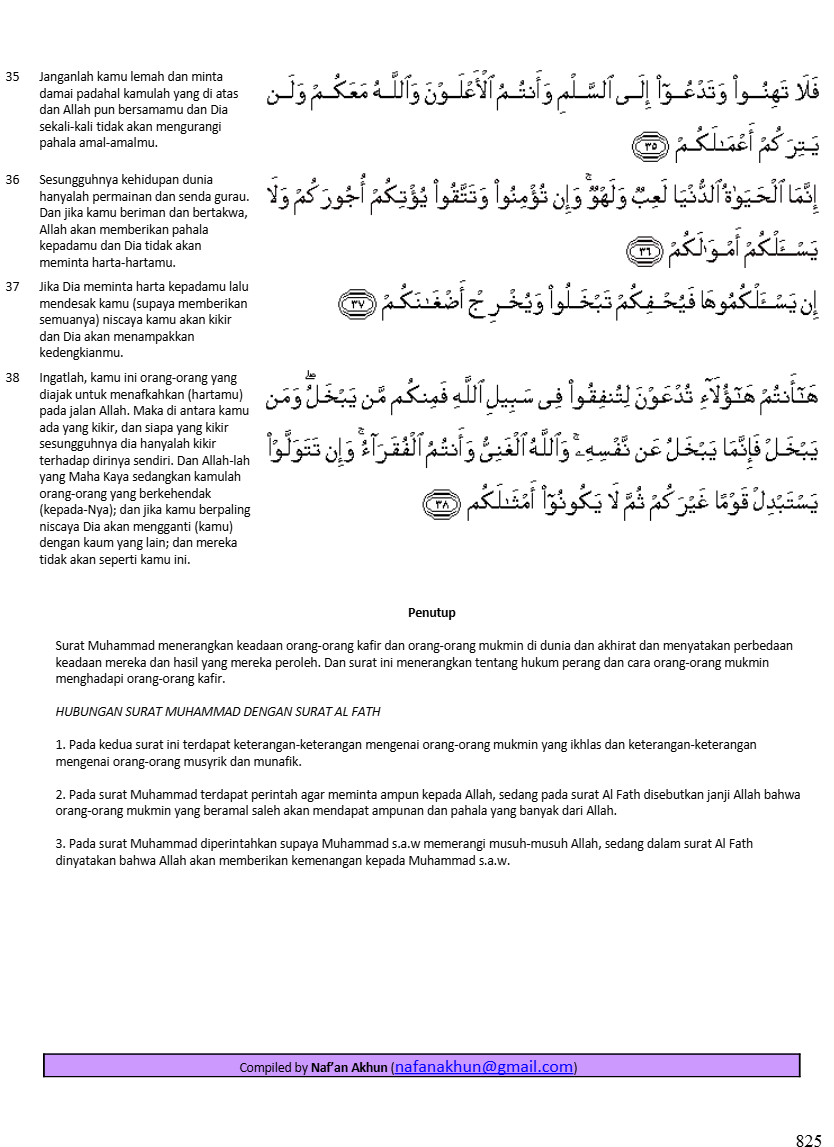 35 Janganlah kamu lemah dan minta
damai padahal kamulah yang di atas
dan Allah pun bersamamu dan Dia
sekali-kali tidak akan mengurangi
pahala amal-amalmu.
فَلَا تَهِنُوا۟ وَتَدْعُوٓا۟ إِلَى ٱلسَّلْمِ وَأَنتُمُ ٱلْأَعْلَوْنَ وَٱللَّهُ مَعَكُمْ وَلَن
يَتِرَكُمْ أَعْمَـٰلَكُمْ ٣٥
36 Sesungguhnya kehidupan dunia
hanyalah permainan dan senda gurau.
Dan jika kamu beriman dan bertakwa,
Allah akan memberikan pahala
kepadamu dan Dia tidak akan
meminta harta-hartamu.
إِنَّمَا ٱلْحَيَوٰةُ ٱلدُّنْيَا لَعِبٌ وَلَهْوٌ ۚ وَإِن تُؤْمِنُوا۟ وَتَتَّقُوا۟ يُؤْتِكُمْ أُجُورَكُمْ وَلَا
يَسْـَٔلْكُمْ أَمْوَٰلَكُمْ ٣٦
37 Jika Dia meminta harta kepadamu lalu
mendesak kamu (supaya memberikan
semuanya) niscaya kamu akan kikir
dan Dia akan menampakkan
kedengkianmu.
إِن يَسْـَٔلْكُمُوهَا فَيُحْفِكُمْ تَبْخَلُوا۟ وَيُخْرِجْ أَضْغَـٰنَكُمْ ٣٧
38 Ingatlah, kamu ini orang-orang yang
diajak untuk menafkahkan (hartamu)
pada jalan Allah. Maka di antara kamu
ada yang kikir, dan siapa yang kikir
sesungguhnya dia hanyalah kikir
terhadap dirinya sendiri. Dan Allah-lah
yang Maha Kaya sedangkan kamulah
orang-orang yang berkehendak
(kepada-Nya); dan jika kamu berpaling
niscaya Dia akan mengganti (kamu)
dengan kaum yang lain; dan mereka
tidak akan seperti kamu ini.
هَـٰٓأَنتُمْ هَـٰٓؤُلَآءِ تُدْعَوْنَ لِتُنفِقُوا۟ فِى سَبِيلِ ٱللَّهِ فَمِنكُم مَّن يَبْخَلُ ۖ وَمَن
يَبْخَلْ فَإِنَّمَا يَبْخَلُ عَن نَّفْسِهِۦ ۚ وَٱللَّهُ ٱلْغَنِىُّ وَأَنتُمُ ٱلْفُقَرَآءُ ۚ وَإِن تَتَوَلَّوْا۟
يَسْتَبْدِلْ قَوْمًا غَيْرَكُمْ ثُمَّ لَا يَكُونُوٓا۟ أَمْثَـٰلَكُم ٣٨
Penutup
Surat Muhammad menerangkan keadaan orang-orang kafir dan orang-orang mukmin di dunia dan akhirat dan menyatakan perbedaan
keadaan mereka dan hasil yang mereka peroleh. Dan surat ini menerangkan tentang hukum perang dan cara orang-orang mukmin
menghadapi orang-orang kafir.
HUBUNGAN SURAT MUHAMMAD DENGAN SURAT AL FATH
1. Pada kedua surat ini terdapat keterangan-keterangan mengenai orang-orang mukmin yang ikhlas dan keterangan-keterangan
mengenai orang-orang musyrik dan munafik.
2. Pada surat Muhammad terdapat perintah agar meminta ampun kepada Allah, sedang pada surat Al Fath disebutkan janji Allah bahwa
orang-orang mukmin yang beramal saleh akan mendapat ampunan dan pahala yang banyak dari Allah.
3. Pada surat Muhammad diperintahkan supaya Muhammad s.a.w memerangi musuh-musuh Allah, sedang dalam surat Al Fath
dinyatakan bahwa Allah akan memberikan kemenangan kepada Muhammad s.a.w.
Compiled by Naf’an Akhun (nafanakhun@gmail.com)
825